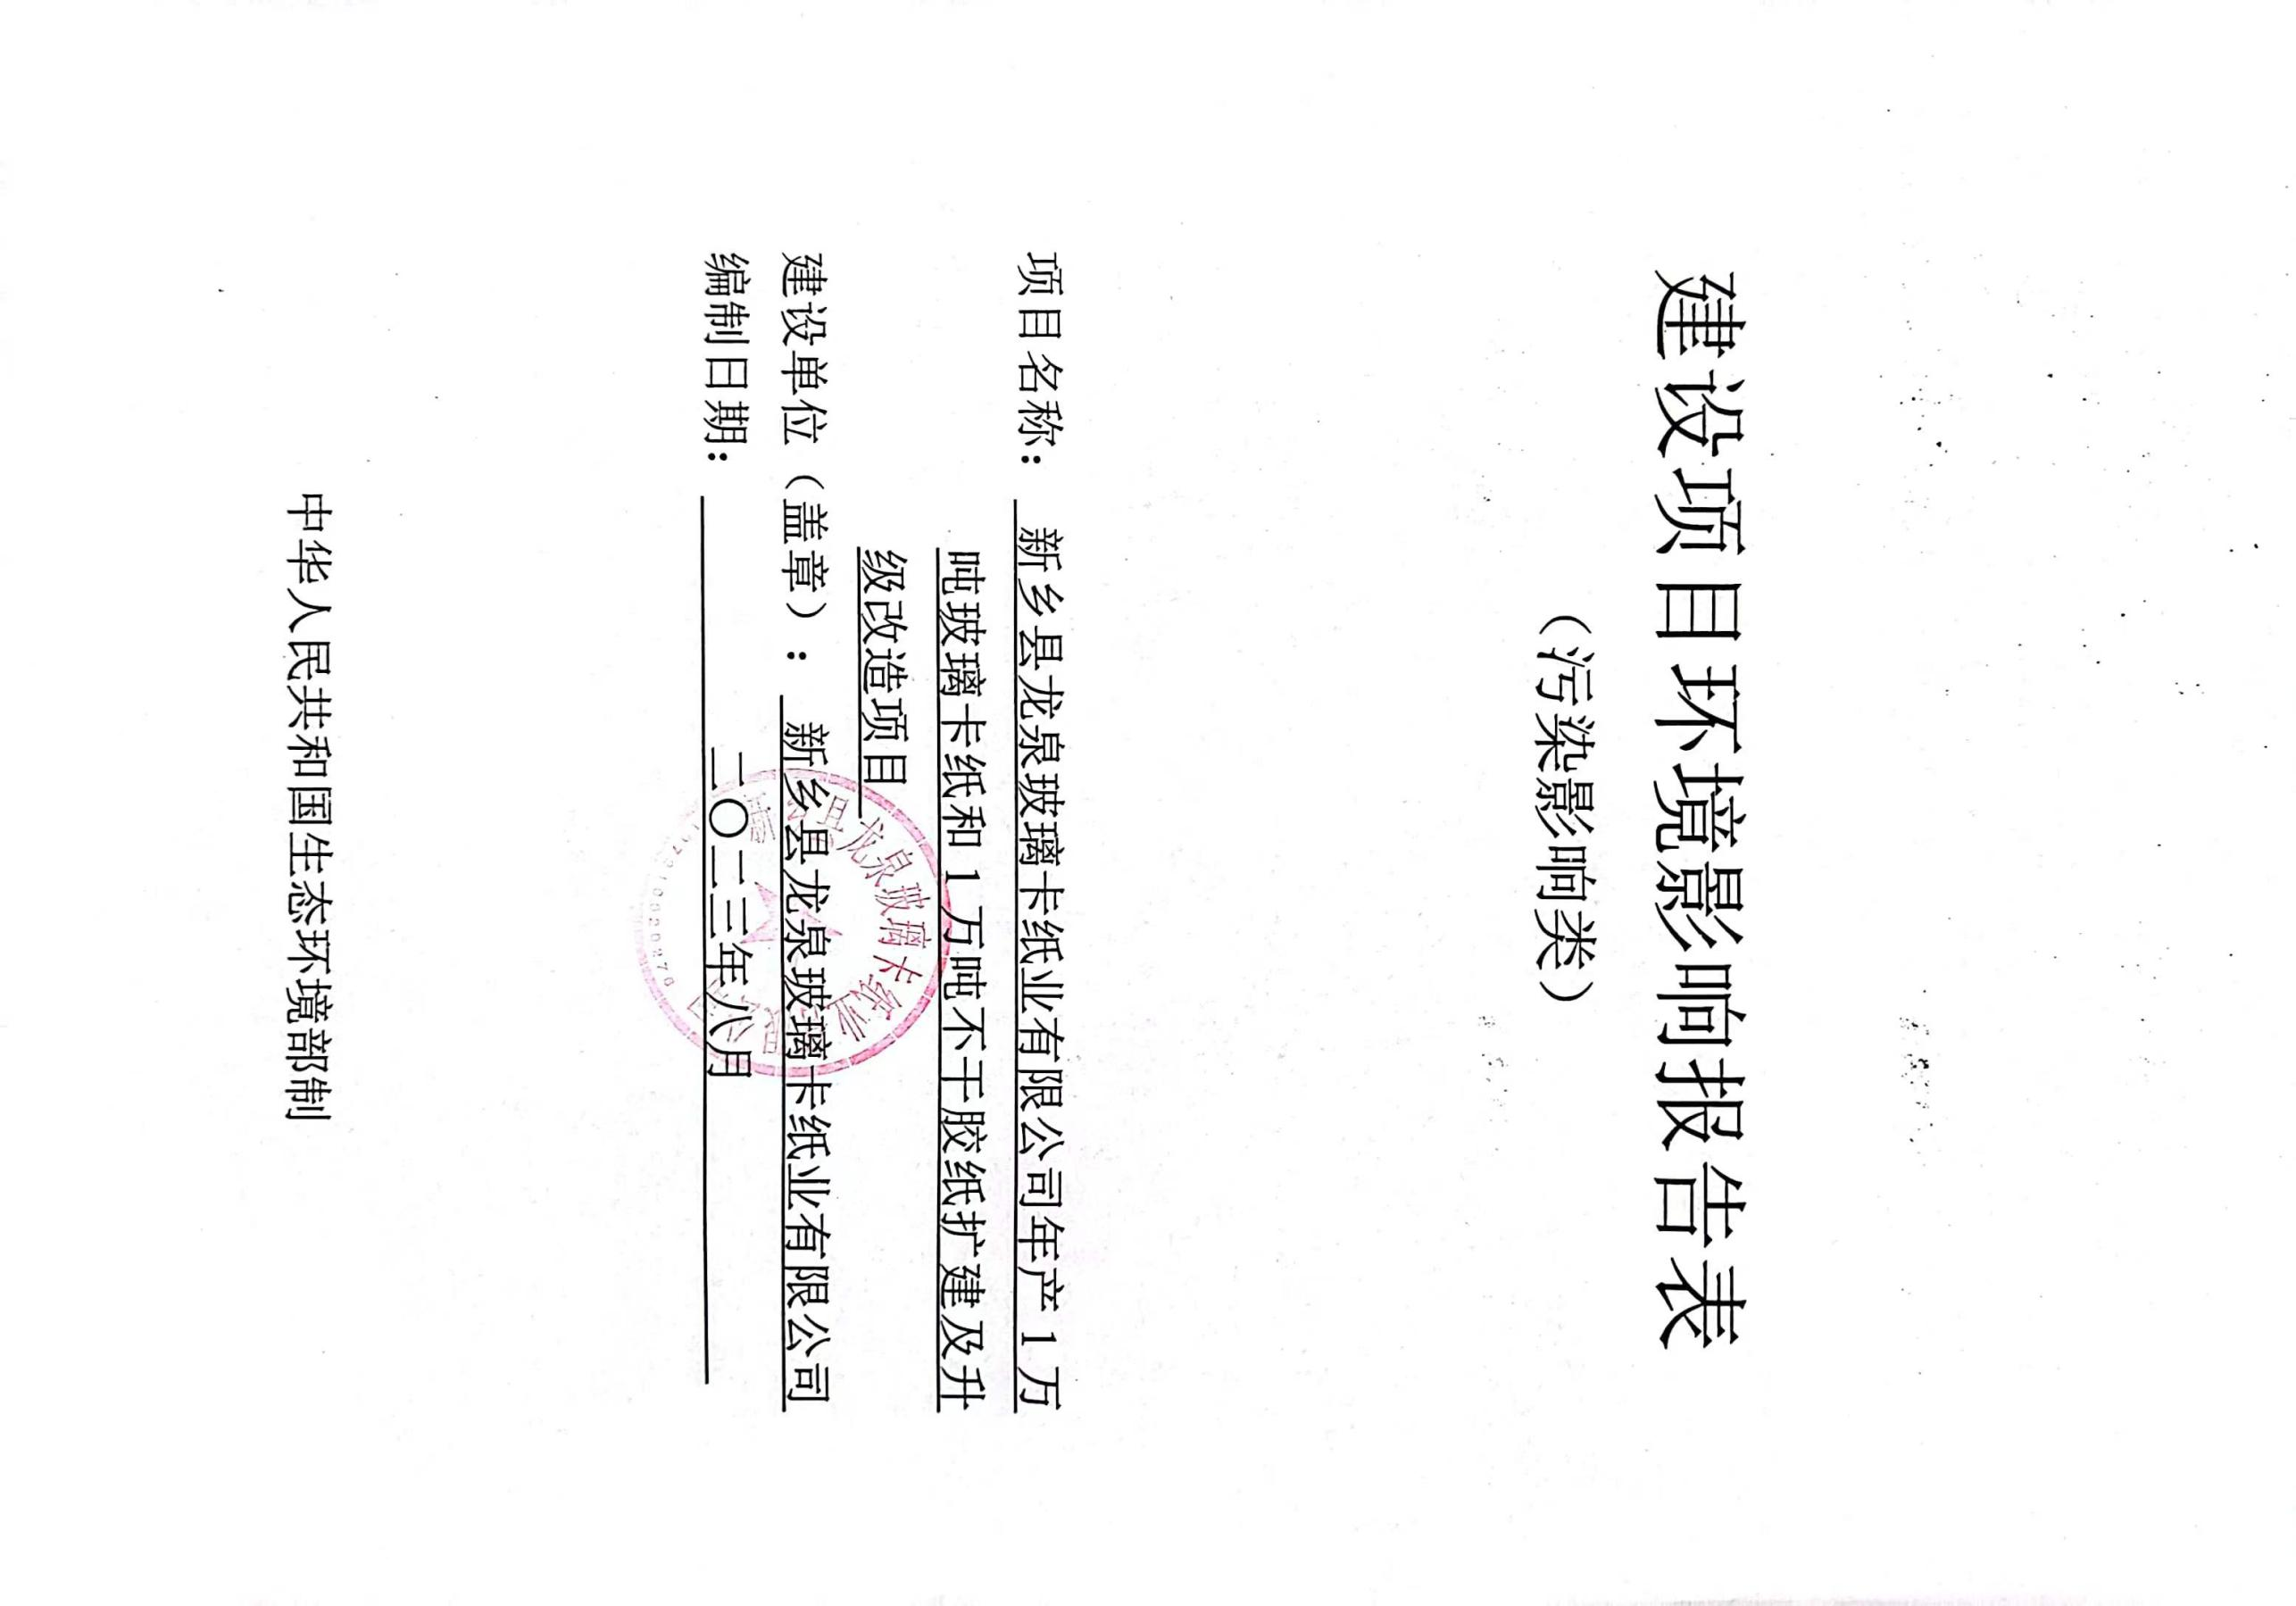 建设项目环境影响报告表
（污染影响类）
项目名称：新乡县龙泉玻璃卡纸业有限公司年产1万
吨玻璃卡纸和1万吨不干胶纸扩建及升
级改造项目
建设单位（盖章）：新乡县龙泉玻璃卡纸业有限公司
编制日期：二〇二三年八月
中华人民共和国生态环境部制